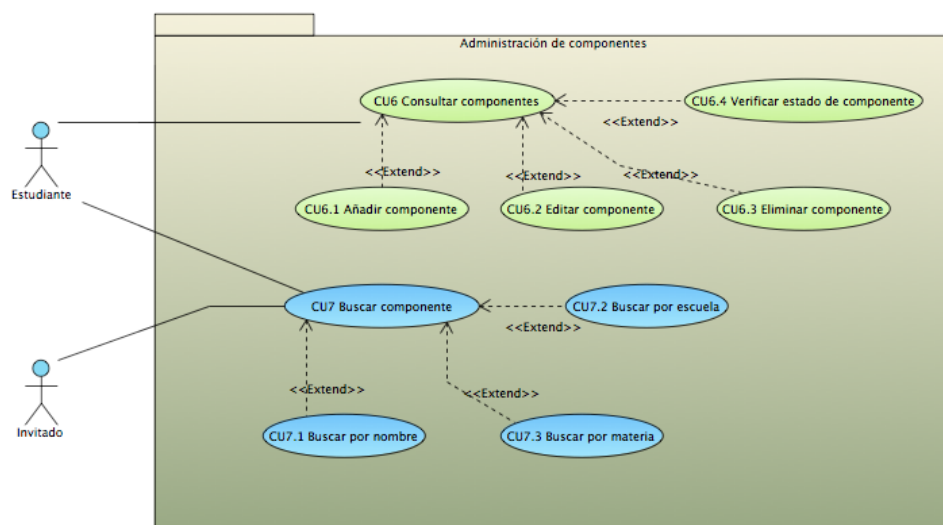 Administración de componentes
CU6 Consultar componentes
CU6.4 Verificar estado de componente
<<Extend>>
Estudiante
<<Extend>>
<<Extend>>
<<Extend>>
CU6.1 Añadir componente
CU6.2 Editar componente
CU6.3 Eliminar componente
CU7 Buscar componente
CU7.2 Buscar por escuela
<<Extend>>
<<Extend>>
<<Extend>>
Invitado
CU7.1 Buscar por nombre
CU7.3 Buscar por materia